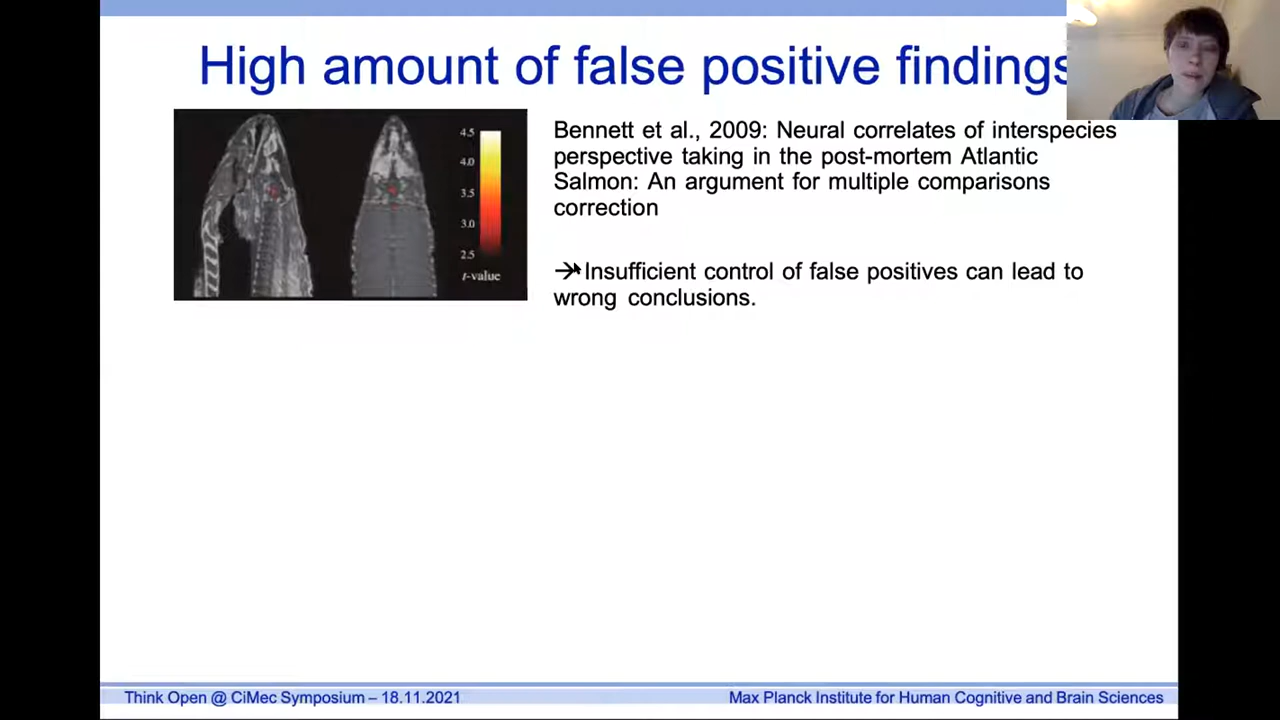 High amount of false positive findings
4.5
4.0
3.5
3.0
2.5
t-value
Bennett et al., 2009: Neural correlates of interspecies
perspective taking in the post-mortem Atlantic
Salmon: An argument for multiple comparisons
correction
→Insufficient control of false positives can lead to
wrong conclusions.
Think Open @ CiMec Symposium – 18.11.2021
Max Planck Institute for Human Cognitive and Brain Sciences